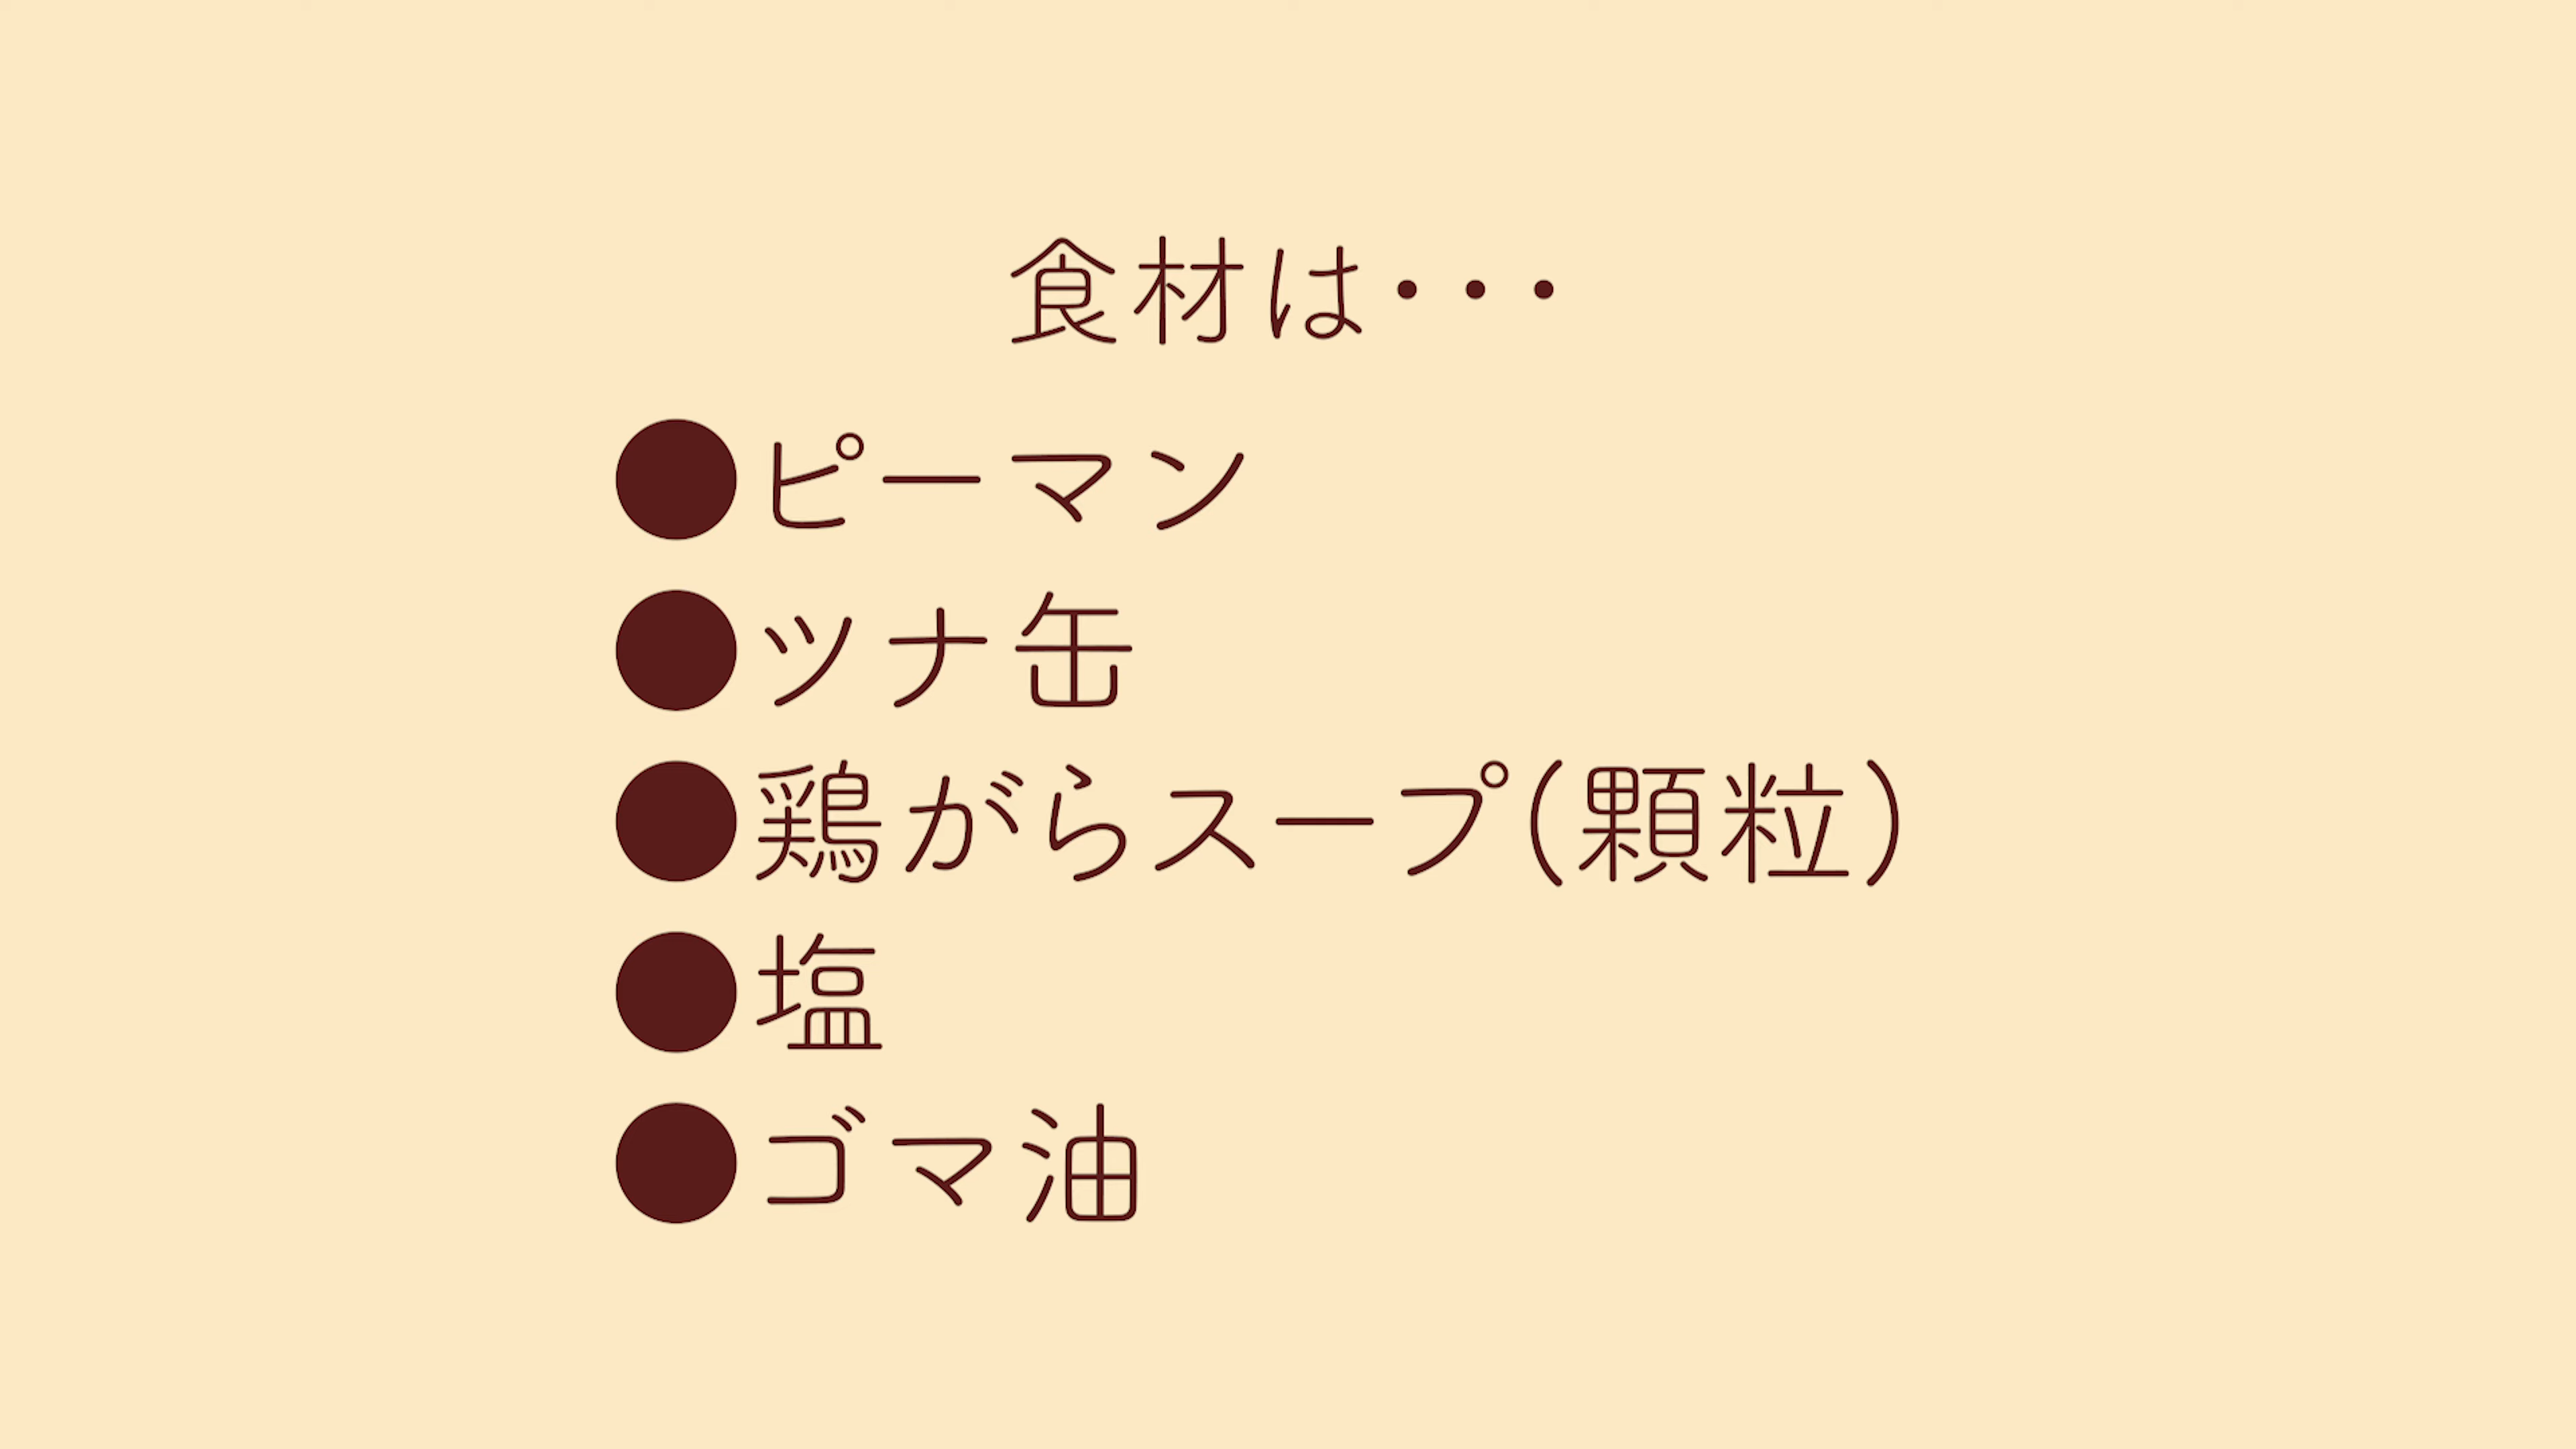 食材は・・・
●ピーマン
●ツナ缶
●鶏がらスープ(顆粒)
●塩
●ゴマ油